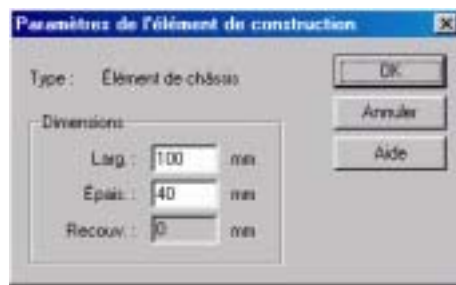 Paramètres de l'élément de construction
Type : Élément de châssis
OK
Annuler
Aide
Dimensions
Larg. : 100 mm
Épais. : 40 mm
Recouv. : 0 mm